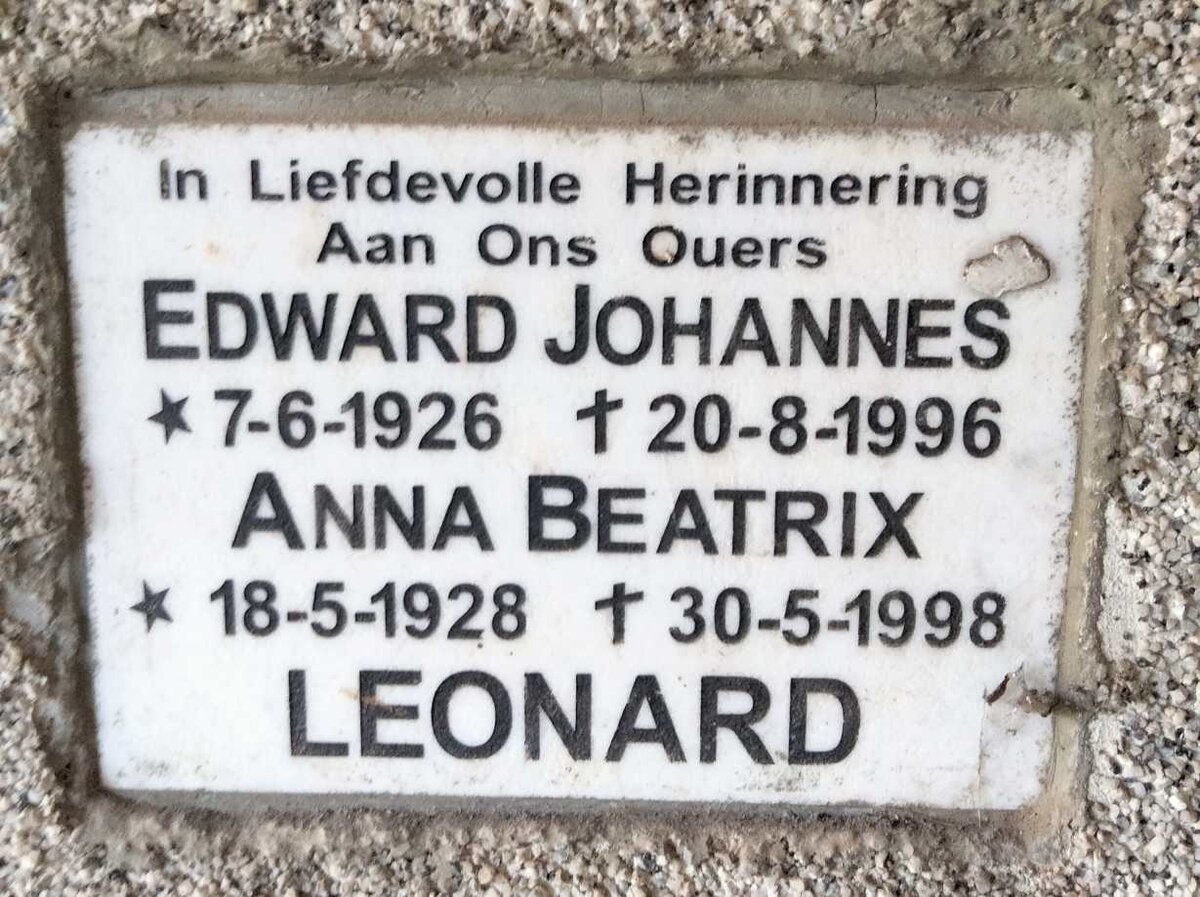 In Liefdevolle Herinnering
Aan Ons Ouers
EDWARD JOHANNES
★ 7-6-1926 ✝ 20-8-1996
ANNA BEATRIX
★ 18-5-1928 ✝ 30-5-1998
LEONARD